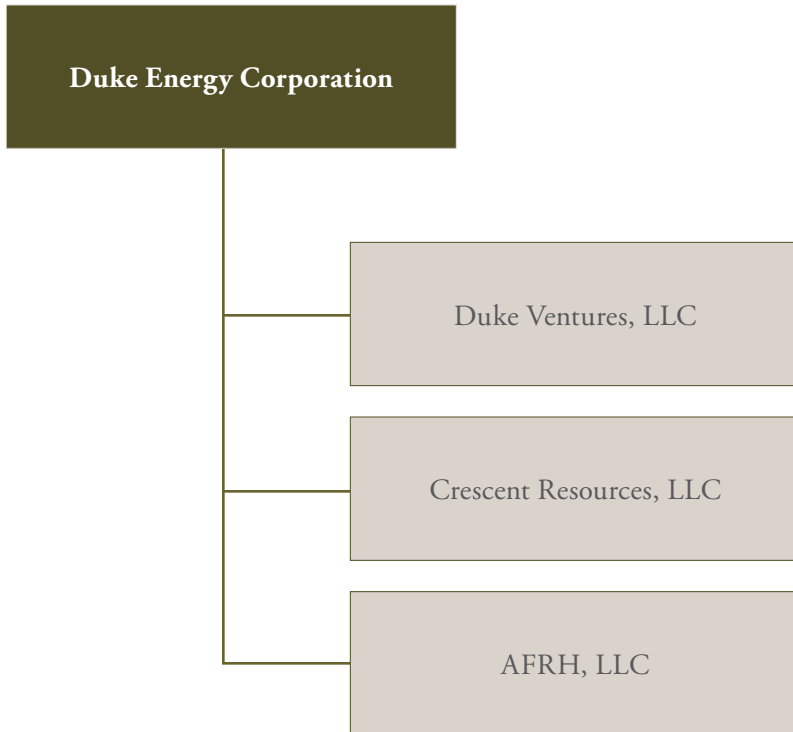 Duke Energy Corporation
Duke Ventures, LLC
Crescent Resources, LLC
AFRH, LLC